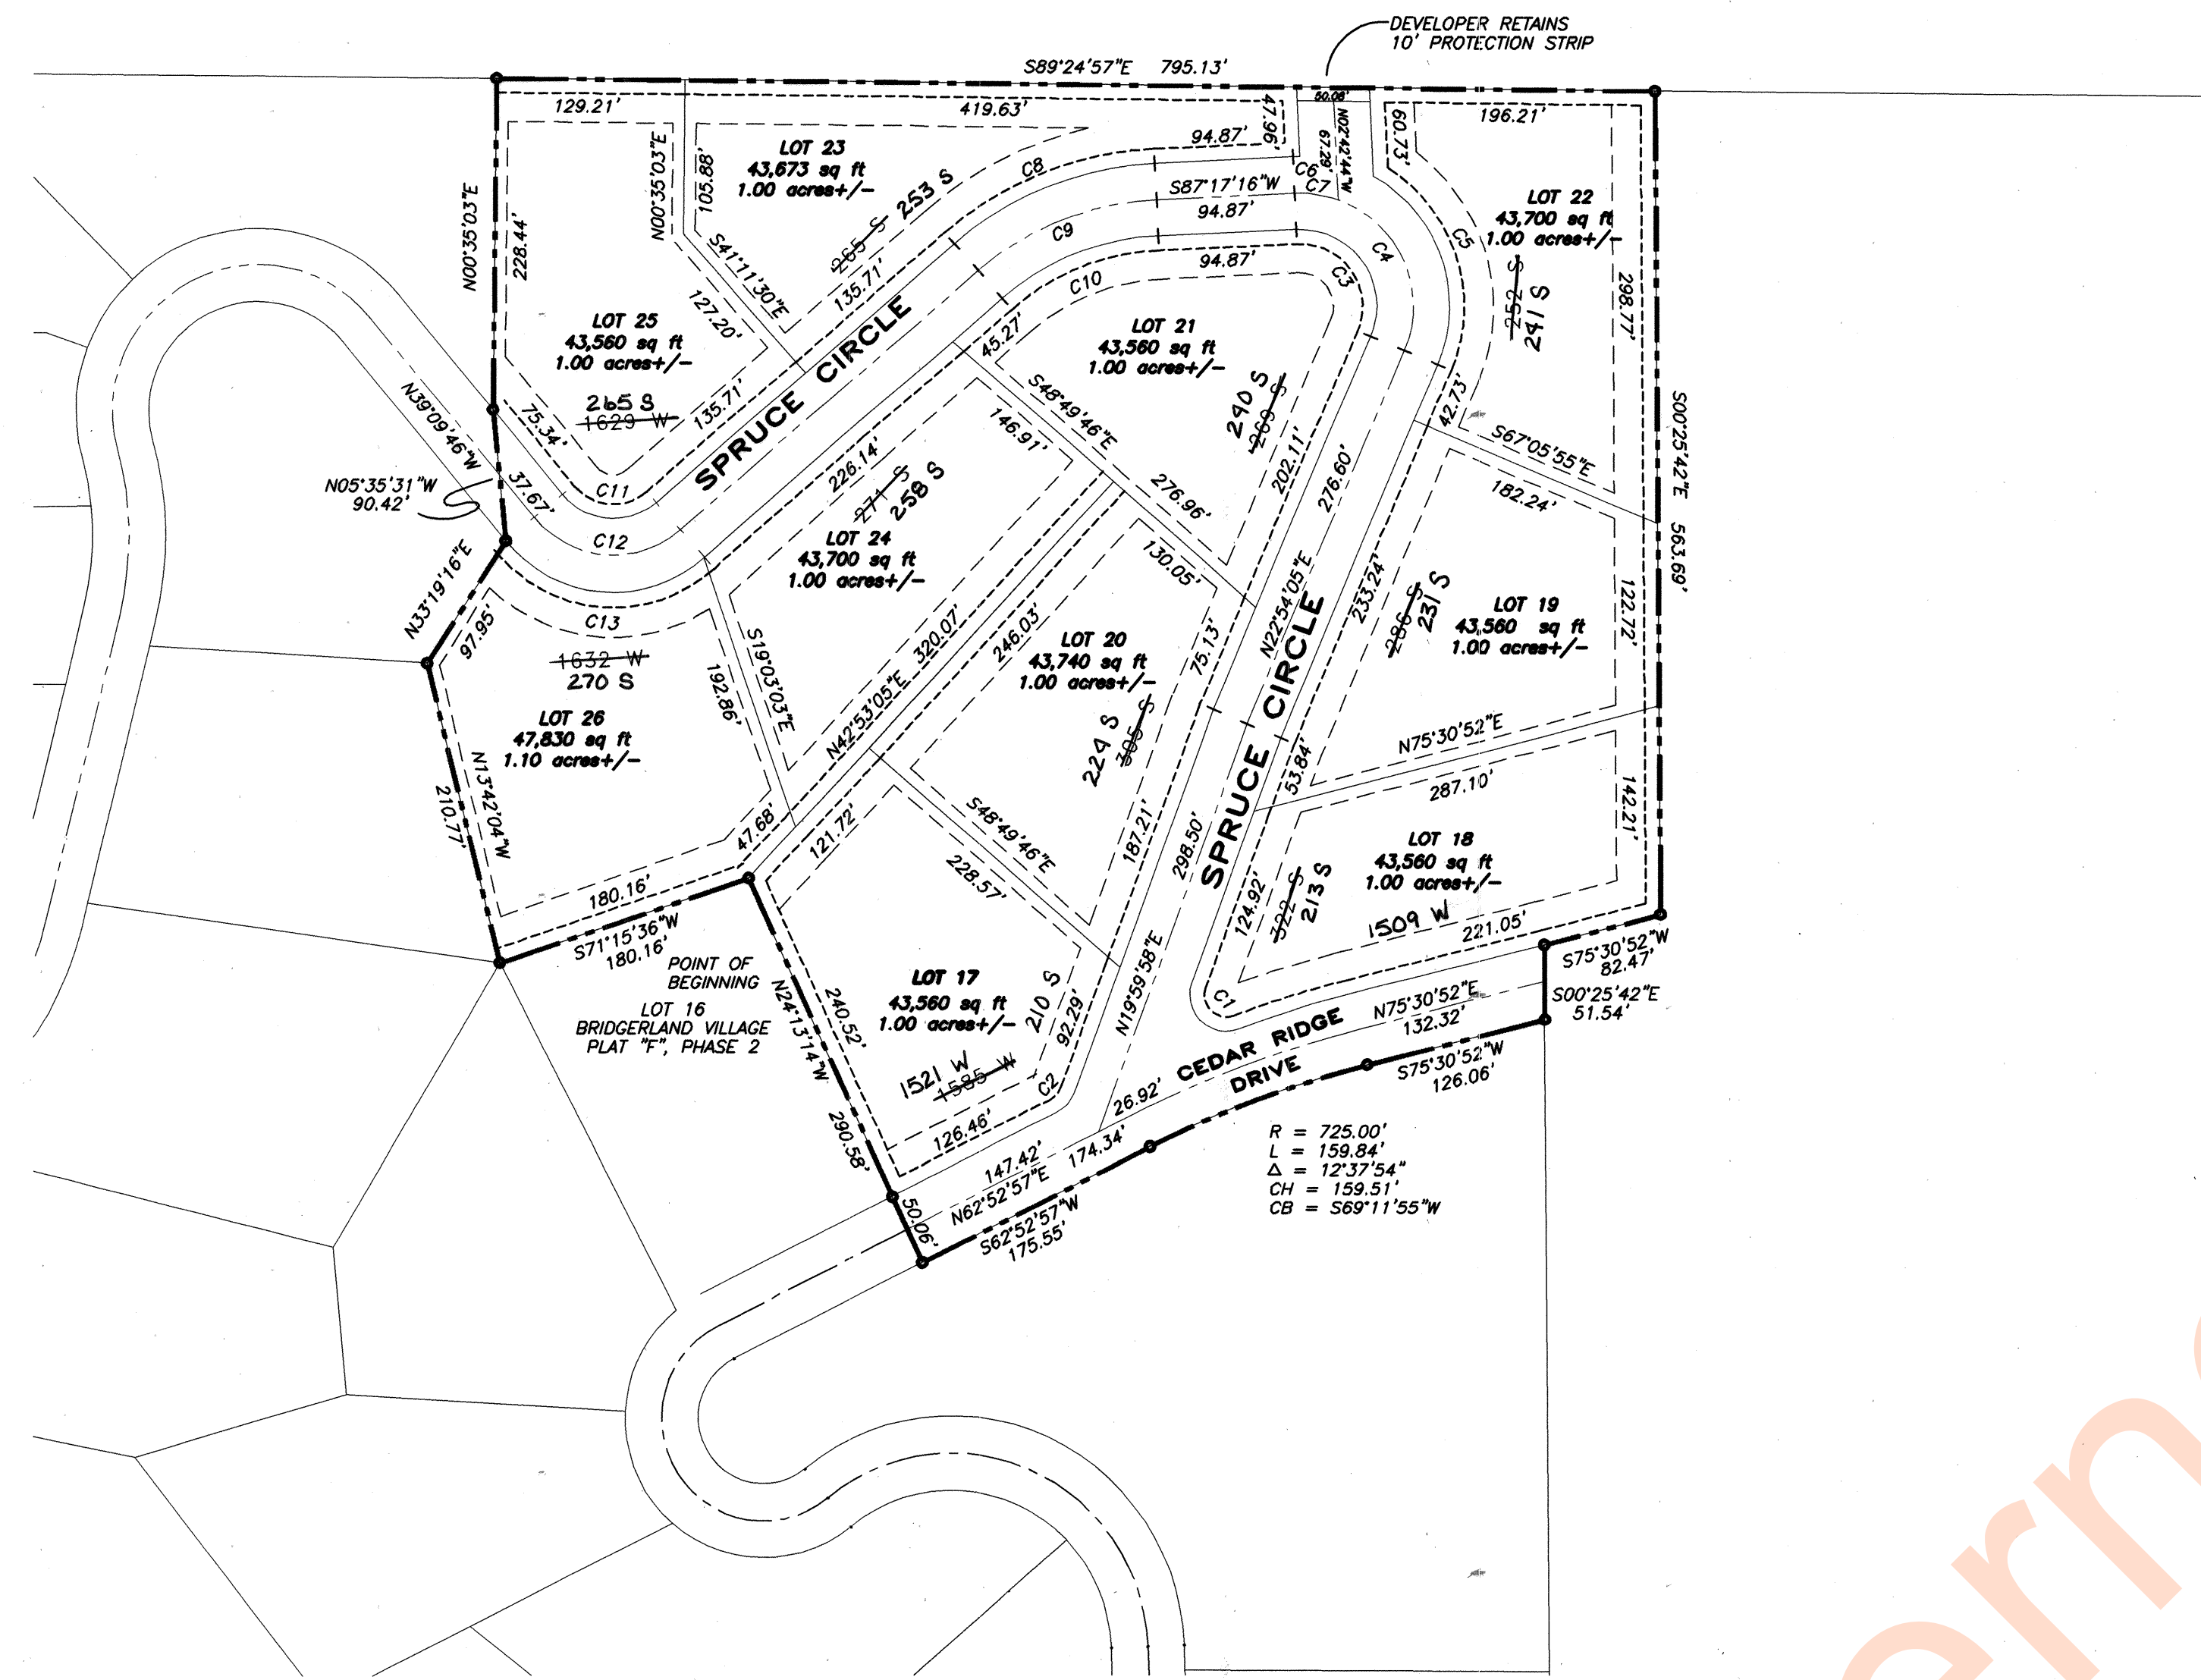 DEVELOPER RETAINS
10' PROTECTION STRIP
S89°24'57"E 795.13'
129.21'
419.63'
47.96'
50.08'
N02°42'44"W
67.29'
60.73'
196.21'
N00°35'03"E
228.44'
N00°35'03"E
105.88'
LOT 23
43,673 sq ft
1.00 acres+/-
C8
94.87'
C6
C7
S87°17'16"W
94.87'
94.87'
C9
C10
C3
C4
C5
LOT 22
43,700 sq ft
1.00 acres+/-
252 S
241 S
298.77'
S41°11'30"E
127.20'
265 S
253 S
135.71'
SPRUCE CIRCLE
LOT 25
43,560 sq ft
1.00 acres+/-
265 S
1629 W
75.34'
135.71'
C11
N39°09'46"W
37.67'
C12
N05°35'31"W
90.42'
45.27'
LOT 21
43,560 sq ft
1.00 acres+/-
240 S
269 S
S48°49'46"E
146.91'
276.96'
202.11'
276.60'
42.73'
S67°05'55"E
182.24'
S00°25'42"E 563.69'
226.14'
271 S
258 S
LOT 24
43,700 sq ft
1.00 acres+/-
130.05'
N22°54'05"E
233.24'
286 S
231 S
LOT 19
43,560 sq ft
1.00 acres+/-
122.72'
N33°19'16"E
97.95'
C13
1632 W
270 S
S19°03'03"E
192.86'
320.07'
N42°53'05"E
246.03'
LOT 20
43,740 sq ft
1.00 acres+/-
75.13'
224 S
305 S
SPRUCE CIRCLE
53.84'
N75°30'52"E
287.10'
142.21'
LOT 26
47,830 sq ft
1.10 acres+/-
N13°42'04"W
210.77'
47.68'
121.72'
S48°49'46"E
228.57'
187.21'
298.50'
LOT 18
43,560 sq ft
1.00 acres+/-
124.92'
322 S
213 S
1509 W
221.05'
180.16'
S71°15'36"W
180.16'
POINT OF
BEGINNING
LOT 16
BRIDGERLAND VILLAGE
PLAT "F", PHASE 2
N24°13'14"W
290.58'
240.52'
LOT 17
43,560 sq ft
1.00 acres+/-
210 S
92.29'
1521 W
1585 W
C2
126.46'
N19°59'58"E
C1
CEDAR RIDGE
DRIVE
N75°30'52"E
132.32'
S75°30'52"W
82.47'
S00°25'42"E
51.54'
S75°30'52"W
126.06'
26.92'
147.42'
174.34'
N62°52'57"E
50.06'
S62°52'57"W
175.55'
R = 725.00'
L = 159.84'
Δ = 12°37'54"
CH = 159.51'
CB = S69°11'55"W